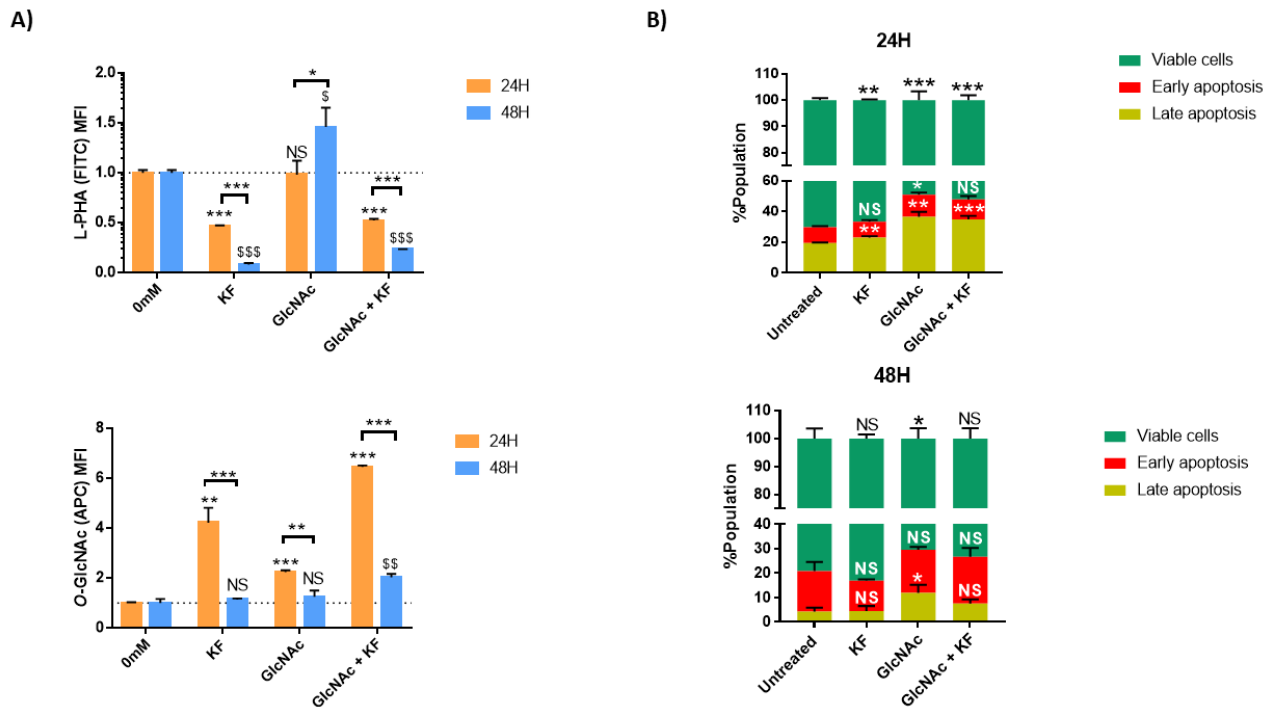 A)
2.0
1.5
1.0
0.5
0.0
L-PHA (FITC) MFI
*
***
NS
$
***
***
$$$
***
$$$
0mM
KF
GlcNAc
GlcNAc + KF
24H
48H
8
6
4
2
0
O-GlcNAc (APC) MFI
***
***
**
NS
**
***
NS
***
$$
0mM
KF
GlcNAc
GlcNAc + KF
24H
48H
B)
24H
110
100
90
80
60
40
20
0
%Population
** *** ***
NS * NS
** ** ***
Untreated
KF
GlcNAc
GlcNAc + KF
Viable cells
Early apoptosis
Late apoptosis
48H
110
100
90
80
40
30
20
10
0
%Population
NS * NS
NS NS NS
NS * NS
Untreated
KF
GlcNAc
GlcNAc + KF
Viable cells
Early apoptosis
Late apoptosis